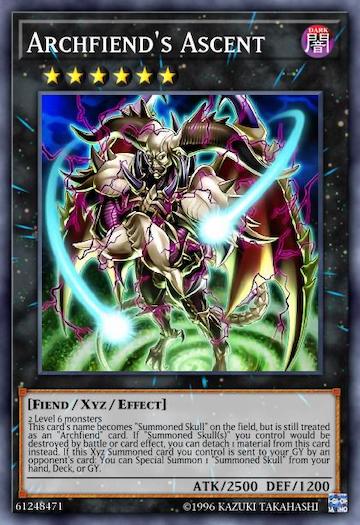 Archfiend's Ascent
DARK
闇
[Fiend / Xyz / Effect]
2 Level 6 monsters
This card's name becomes "Summoned Skull" on the field, but is still treated
as an "Archfiend" card. If "Summoned Skull(s)" you control would be
destroyed by battle or card effect, you can detach 1 material from this card
instead. If this Xyz Summoned card you control is sent to your GY by an
opponent's card: You can Special Summon 1 "Summoned Skull" from your
hand, Deck, or GY.
ATK/2500 DEF/1200
61248471 ©1996 KAZUKI TAKAHASHI